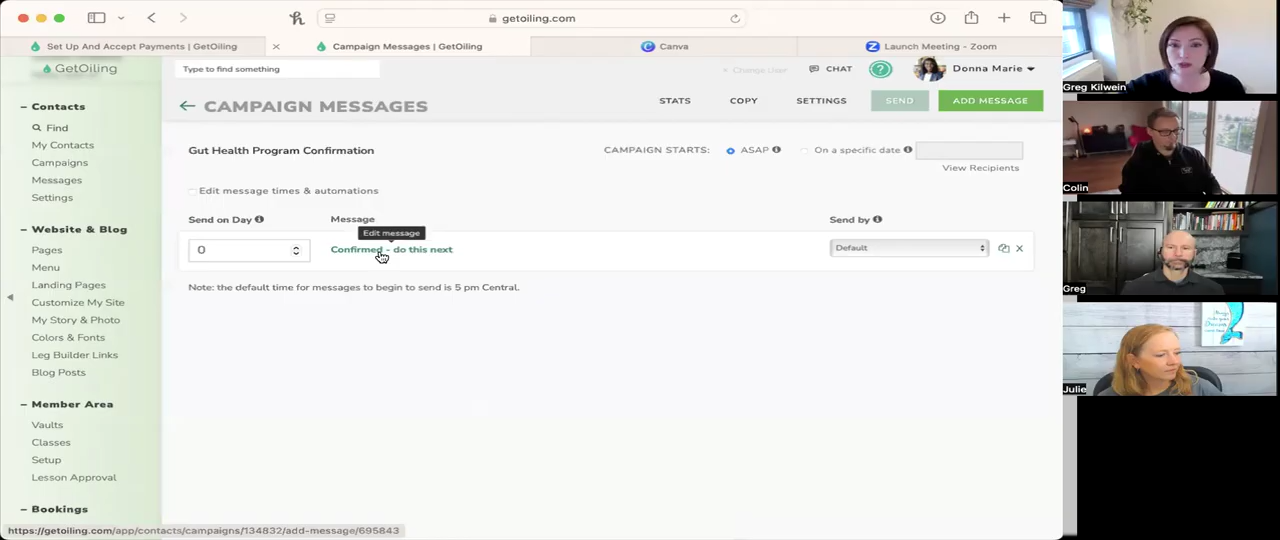 getoiling.com
Set Up And Accept Payments | GetOiling
Campaign Messages | GetOiling
Canva
Launch Meeting - Zoom
GetOiling
Type to find something
Change User
CHAT
?
Donna Marie
CAMPAIGN MESSAGES
STATS
COPY
SETTINGS
SEND
ADD MESSAGE
Contacts
Find
My Contacts
Campaigns
Messages
Settings
Website & Blog
Pages
Menu
Landing Pages
Customize My Site
My Story & Photo
Colors & Fonts
Leg Builder Links
Blog Posts
Member Area
Vaults
Classes
Setup
Lesson Approval
Bookings
Gut Health Program Confirmation
CAMPAIGN STARTS:
ASAP
On a specific date
View Recipients
Edit message times & automations
Send on Day
Message
Send by
Edit message
0
Confirmed - do this next
Default
Note: the default time for messages to begin to send is 5 pm Central.
https://getoiling.com/app/contacts/campaigns/134832/add-message/695843
Greg Kilwein
Colin
Greg
Julie